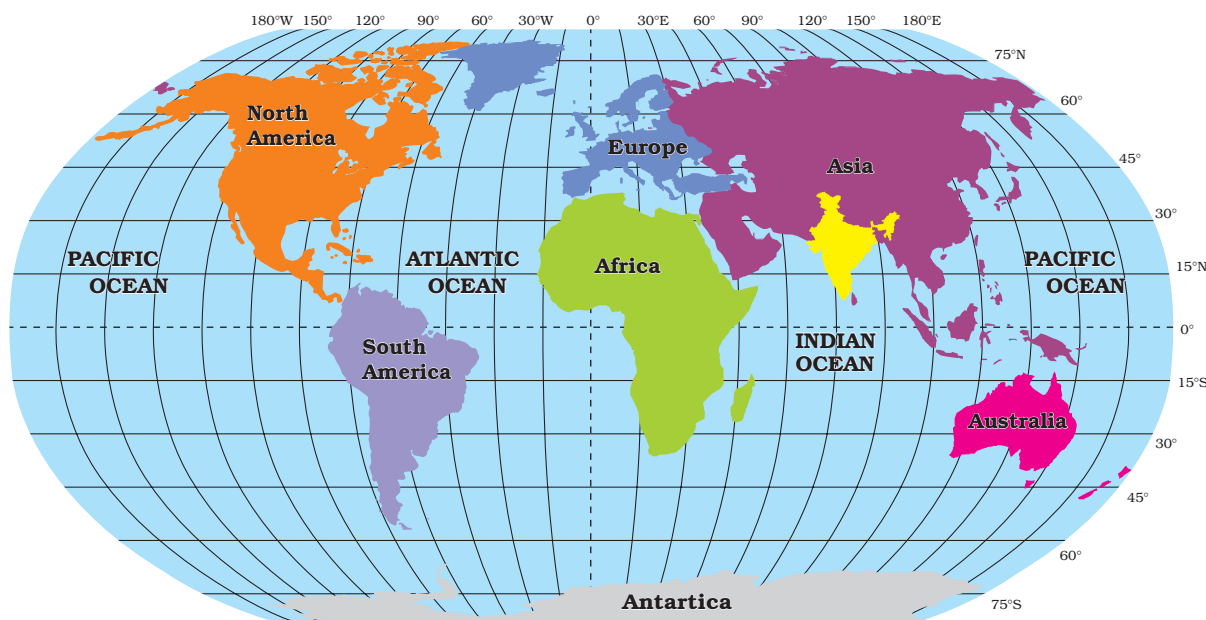 180°W 150° 120° 90° 60° 30°W 0° 30°E 60° 90° 120° 150° 180°E
75°N
60°
45°
30°
15°N
0°
15°S
30°
45°
60°
75°S
North
America
Europe
Asia
PACIFIC
OCEAN
ATLANTIC
OCEAN
Africa
PACIFIC
OCEAN
INDIAN
OCEAN
South
America
Australia
Antartica